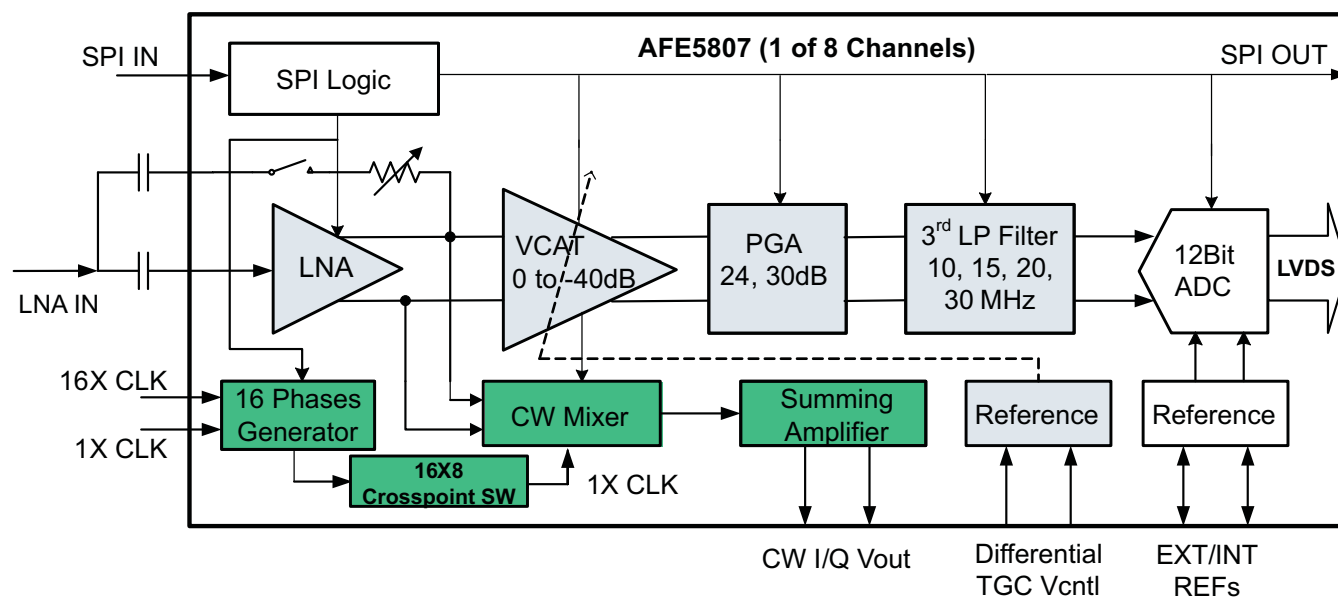 AFE5807 (1 of 8 Channels)
SPI IN
SPI Logic
SPI OUT
LNA IN
LNA
VCAT
0 to -40dB
PGA
24, 30dB
3rd LP Filter
10, 15, 20,
30 MHz
12Bit
ADC
LVDS
16X CLK
1X CLK
16 Phases
Generator
CW Mixer
Summing
Amplifier
Reference
Reference
16X8
Crosspoint SW
1X CLK
CW I/Q Vout
Differential
TGC Vcntl
EXT/INT
REFs